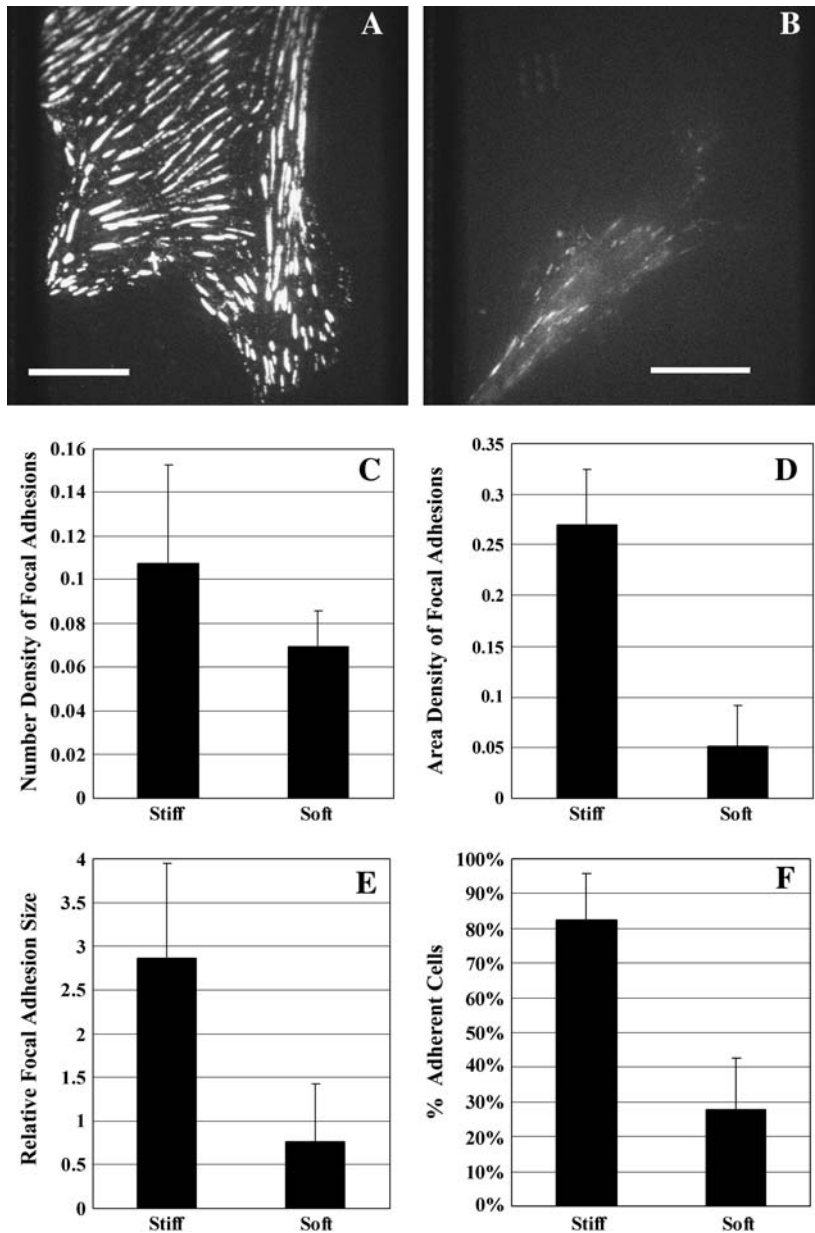 A
B
C
Number Density of Focal Adhesions
0.16
0.14
0.12
0.1
0.08
0.06
0.04
0.02
0
Stiff
Soft
D
Area Density of Focal Adhesions
0.35
0.3
0.25
0.2
0.15
0.1
0.05
0
Stiff
Soft
E
Relative Focal Adhesion Size
4
3.5
3
2.5
2
1.5
1
0.5
0
Stiff
Soft
F
% Adherent Cells
100%
90%
80%
70%
60%
50%
40%
30%
20%
10%
0%
Stiff
Soft